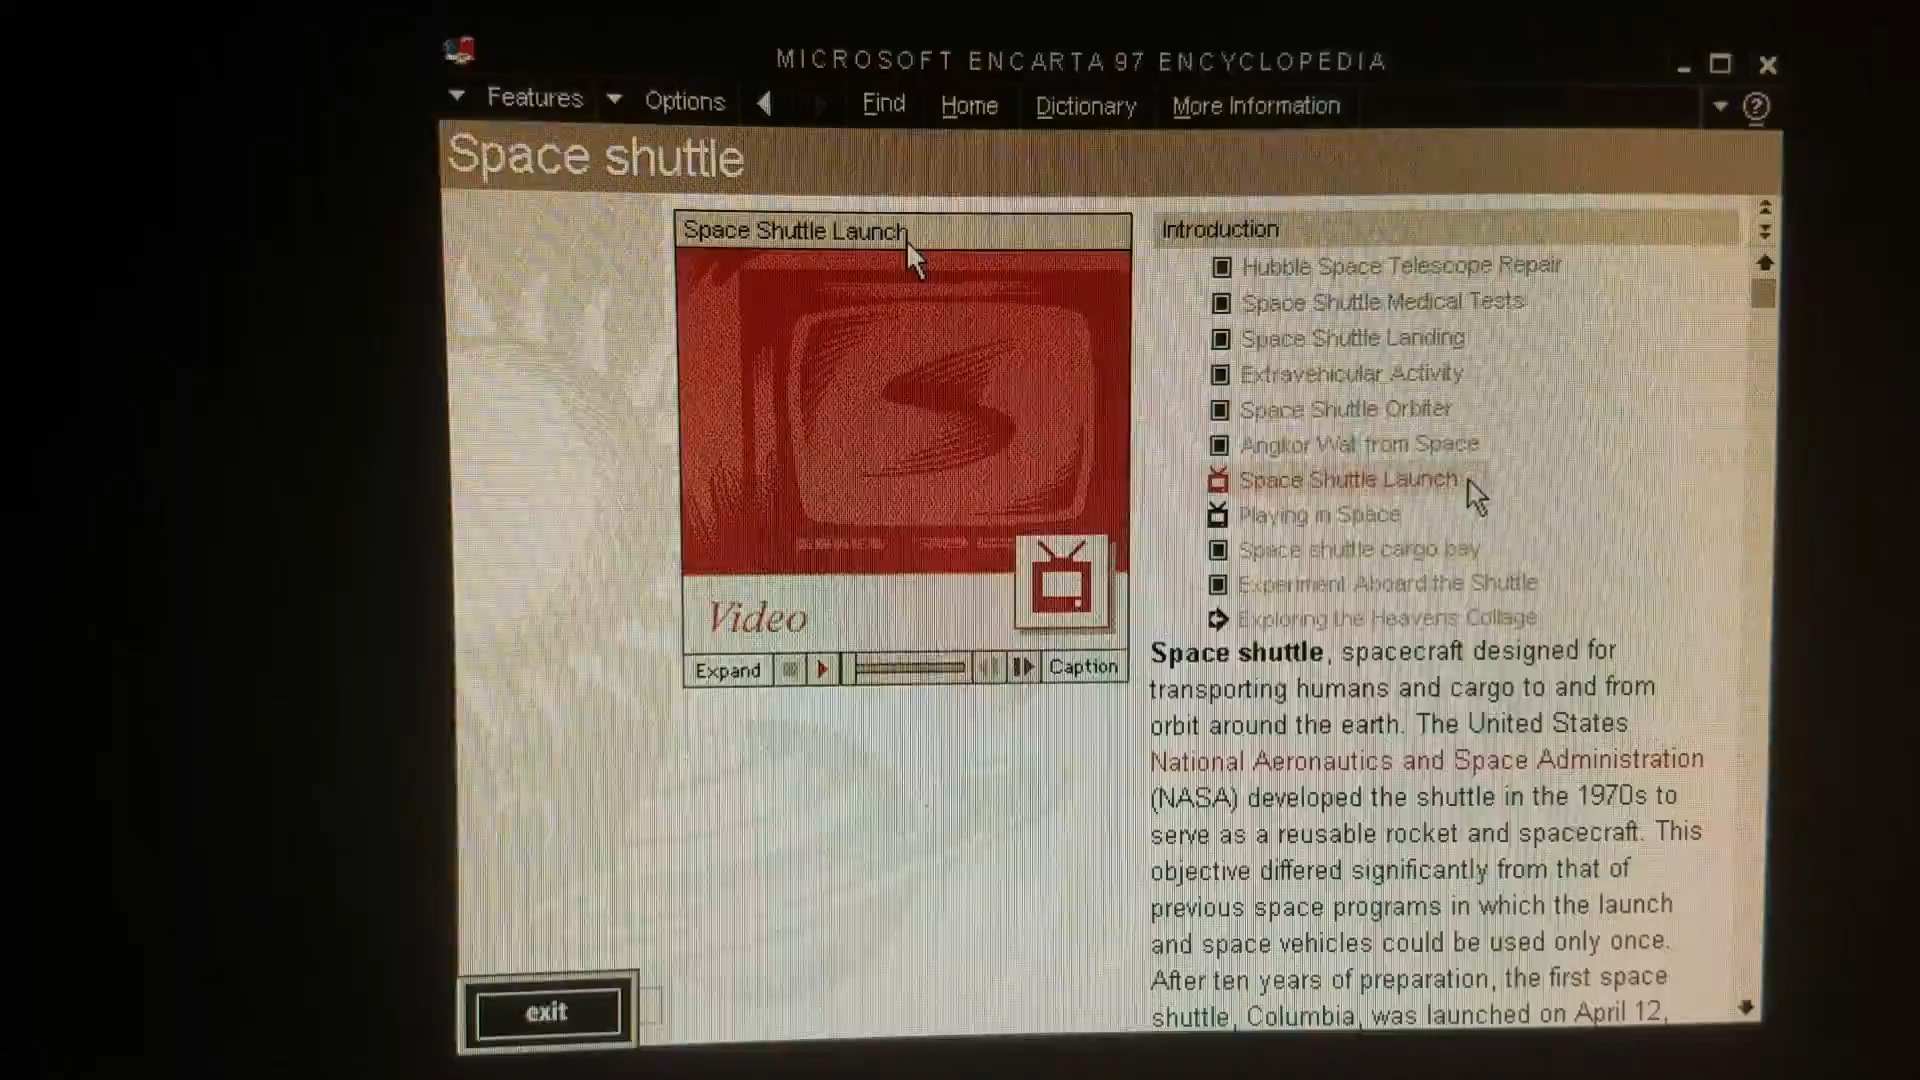 MICROSOFT ENCARTA 97 ENCYCLOPEDIA
Features Options Find Home Dictionary More Information
Space shuttle
Space Shuttle Launch
Video
Expand Caption
Introduction
Hubble Space Telescope Repair
Space Shuttle Medical Tests
Space Shuttle Landing
Extravehicular Activity
Space Shuttle Orbiter
Angkor Wat from Space
Space Shuttle Launch
Playing in Space
Space shuttle cargo bay
Experiment Aboard the Shuttle
Exploring the Heavens Collage
Space shuttle, spacecraft designed for
transporting humans and cargo to and from
orbit around the earth. The United States
National Aeronautics and Space Administration
(NASA) developed the shuttle in the 1970s to
serve as a reusable rocket and spacecraft. This
objective differed significantly from that of
previous space programs in which the launch
and space vehicles could be used only once.
After ten years of preparation, the first space
shuttle, Columbia, was launched on April 12,
exit